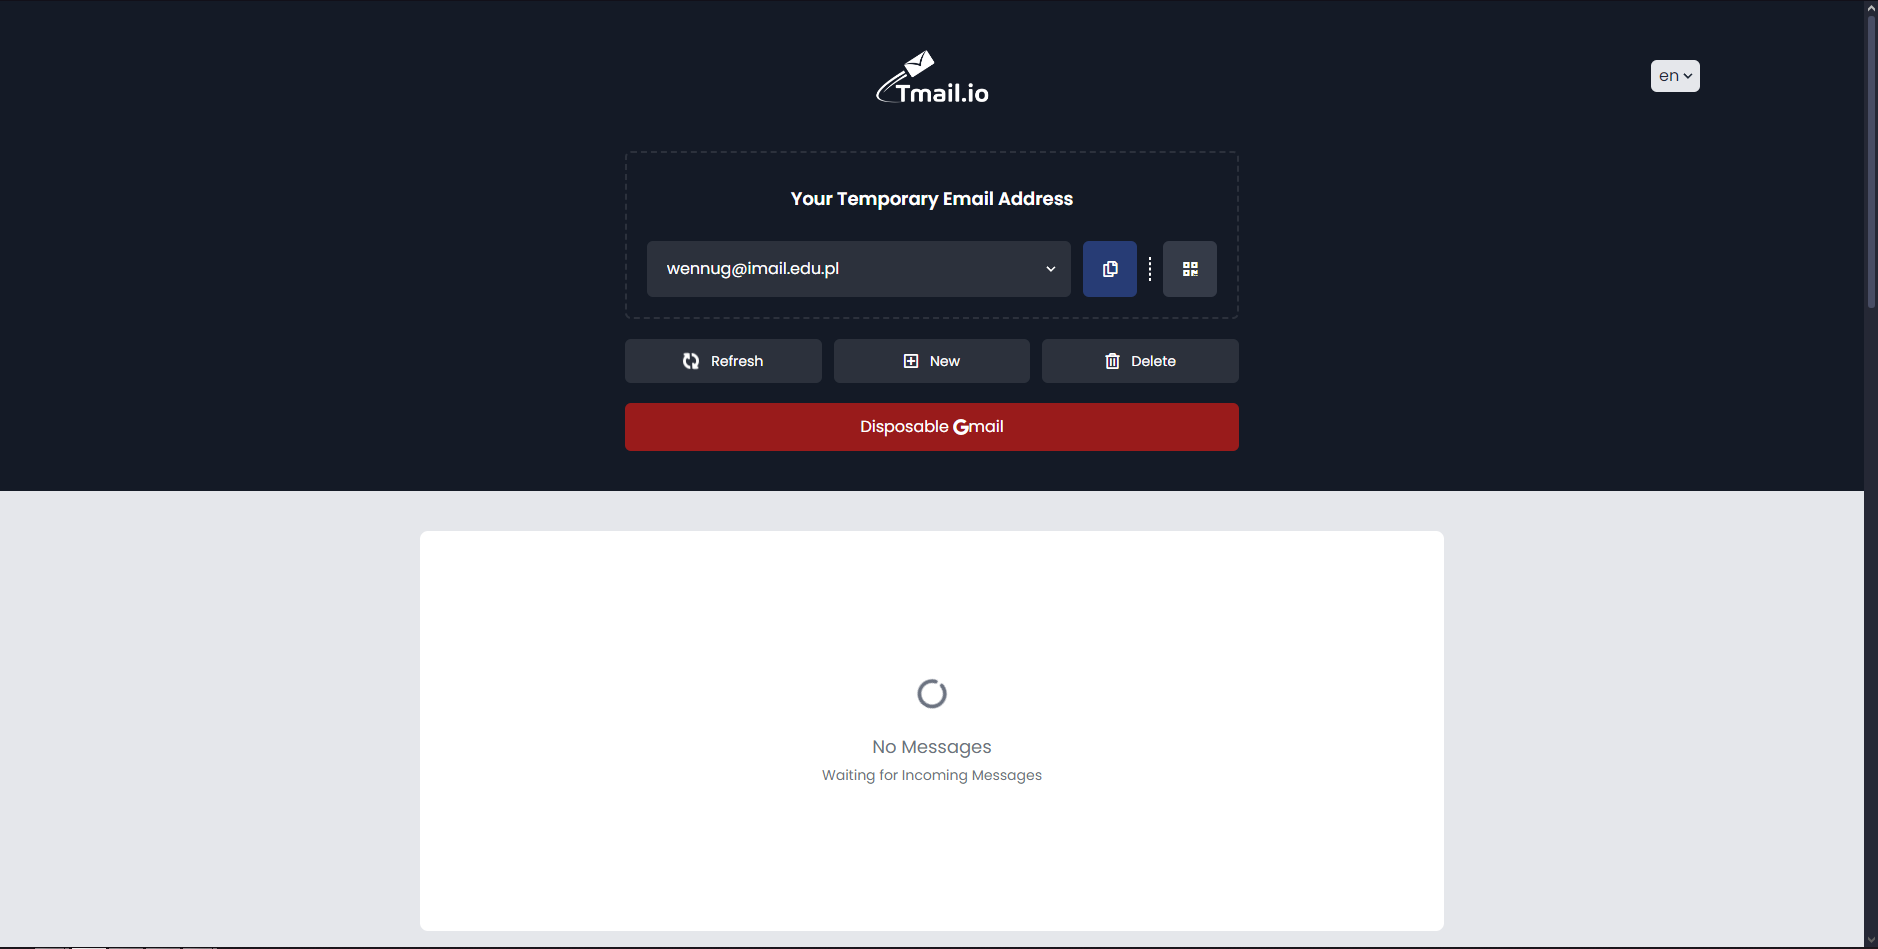 Tmail.io
en
Your Temporary Email Address
wennug@imail.edu.pl
Refresh
New
Delete
Disposable Gmail
No Messages
Waiting for Incoming Messages